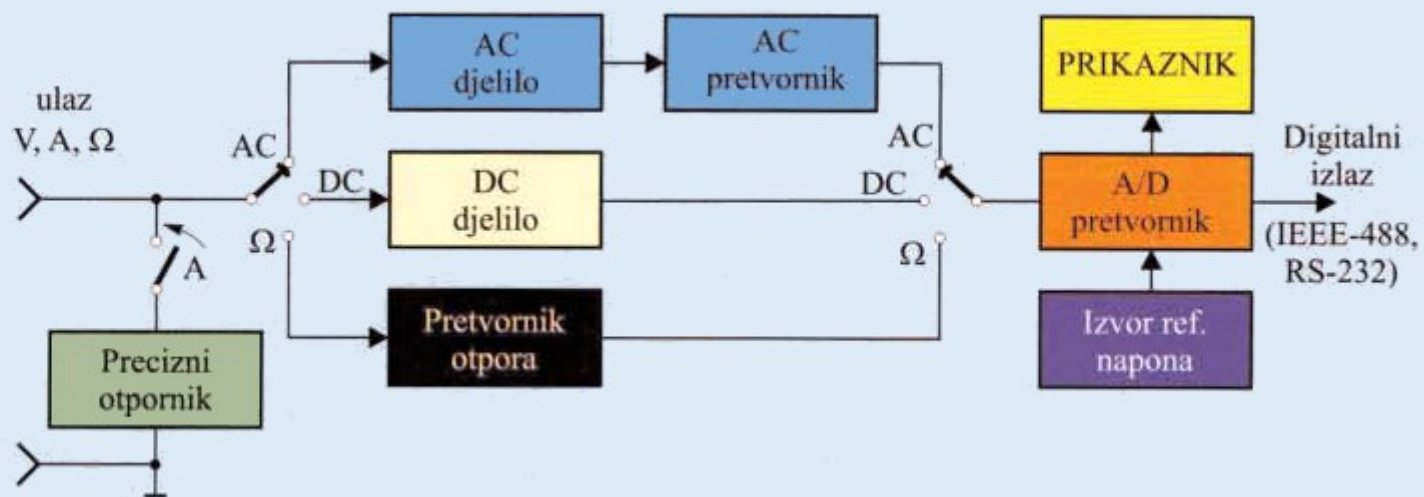 ulaz
V, A, Ω
A
Precizni
otpornik
AC
DC
Ω
AC
djelilo
AC
pretvornik
DC
djelilo
Pretvornik
otpora
AC
DC
Ω
PRIKAZNIK
A/D
pretvornik
Izvor ref.
napona
Digitalni
izlaz
(IEEE-488,
RS-232)